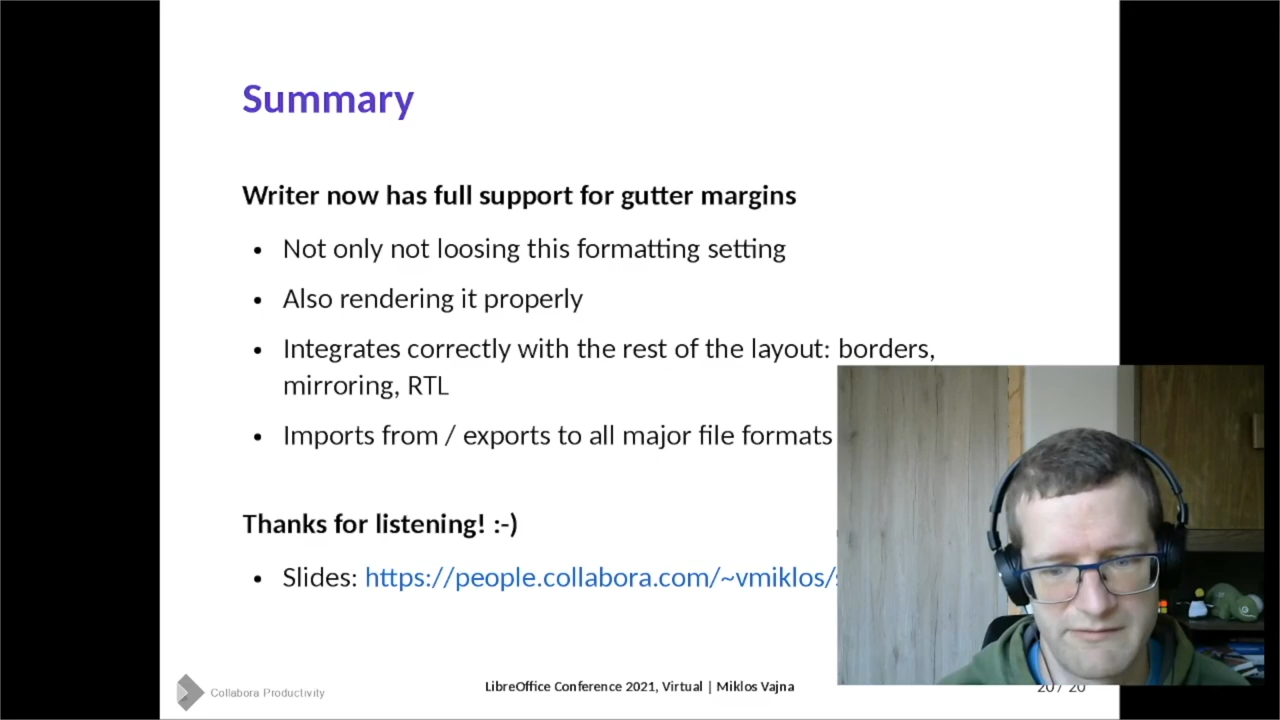 Summary
Writer now has full support for gutter margins
• Not only not loosing this formatting setting
• Also rendering it properly
• Integrates correctly with the rest of the layout: borders,
mirroring, RTL
• Imports from / exports to all major file formats
Thanks for listening! :-)
• Slides: https://people.collabora.com/~vmiklos/
Collabora Productivity
LibreOffice Conference 2021, Virtual | Miklos Vajna
20 / 20